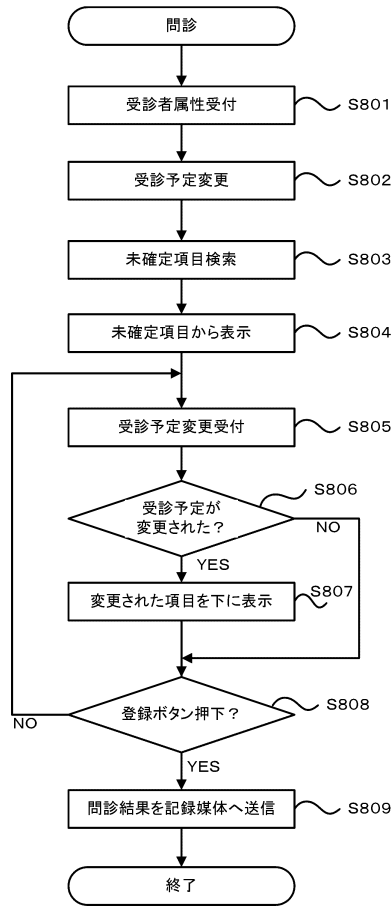 問診
受診者属性受付
S801
受診予定変更
S802
未確定項目検索
S803
未確定項目から表示
S804
受診予定変更受付
S805
受診予定が
変更された？
S806
NO
YES
変更された項目を下に表示
S807
登録ボタン押下？
S808
NO
YES
問診結果を記録媒体へ送信
S809
終了